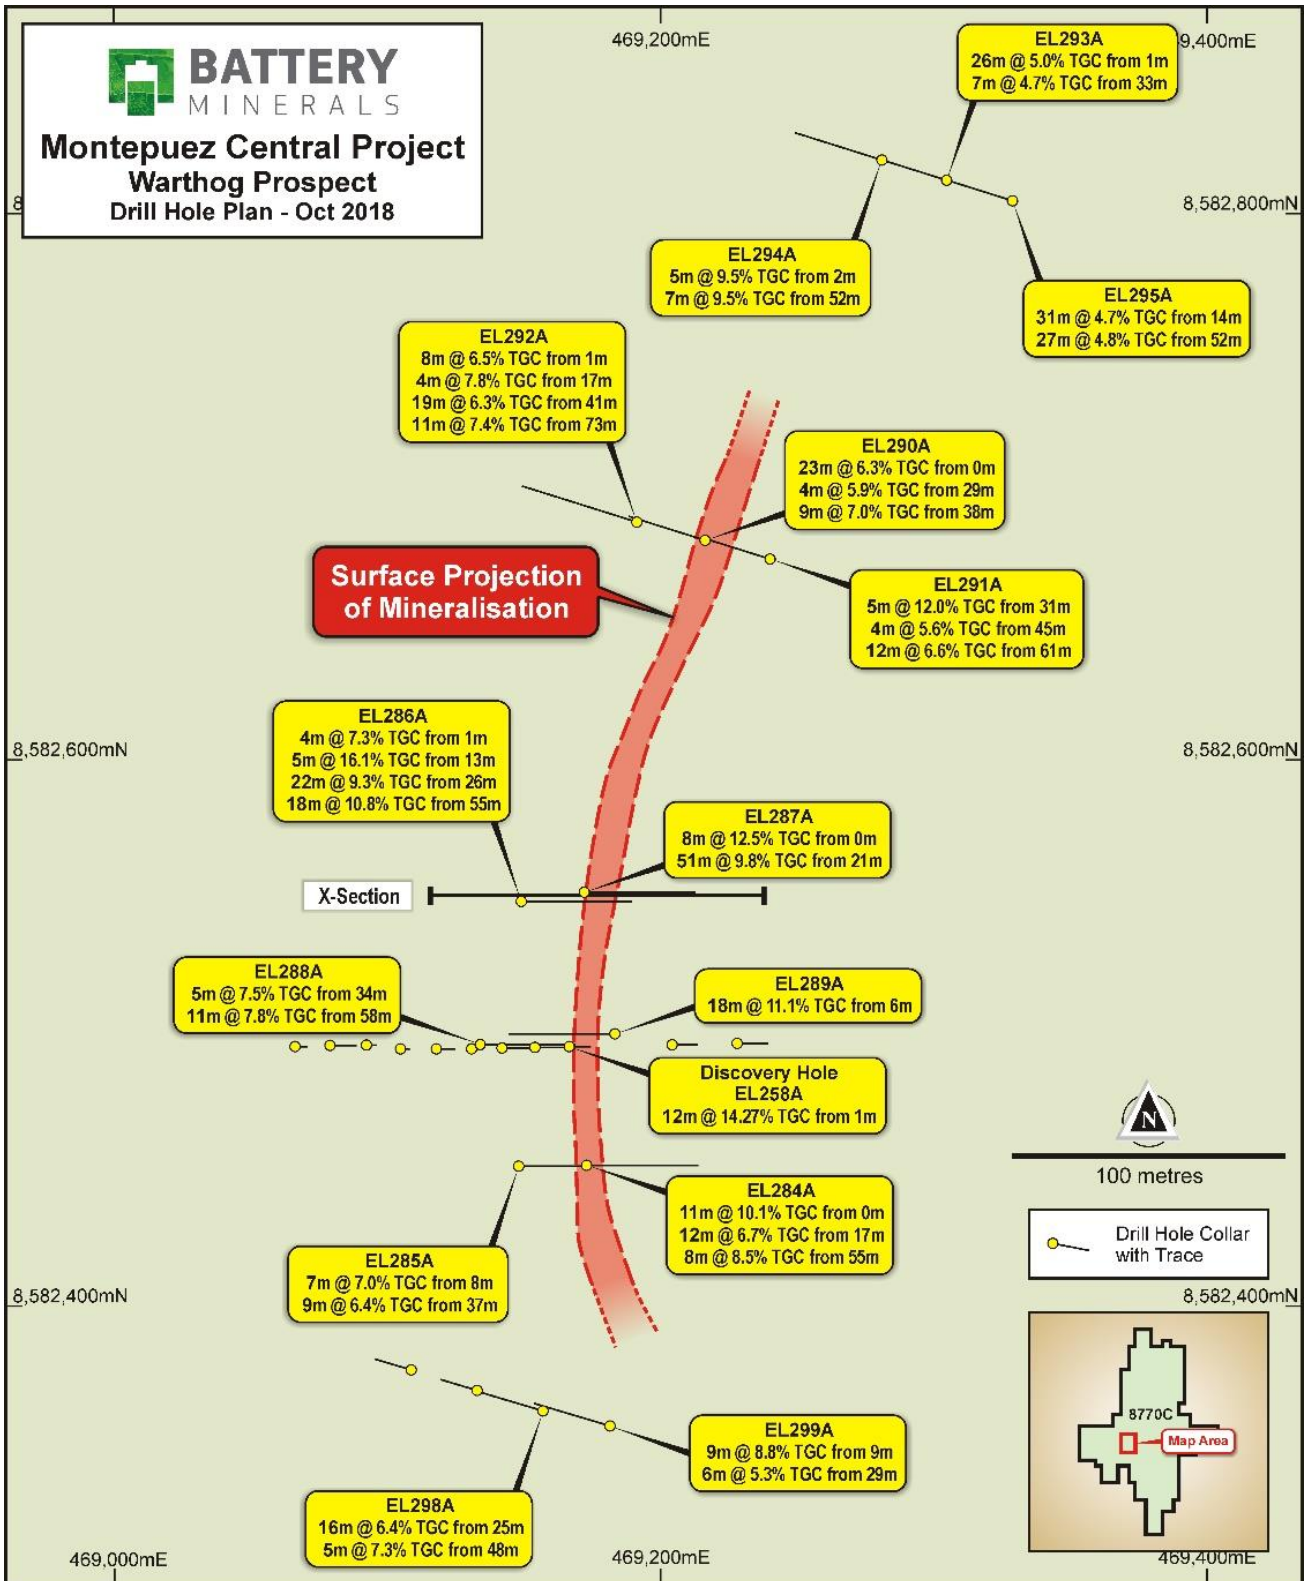 469,200mE
9,400mE
BATTERY
MINERALS
Montepuez Central Project
Warthog Prospect
Drill Hole Plan - Oct 2018
EL293A
26m @ 5.0% TGC from 1m
7m @ 4.7% TGC from 33m
8
8,582,800mN
EL294A
5m @ 9.5% TGC from 2m
7m @ 9.5% TGC from 52m
EL295A
31m @ 4.7% TGC from 14m
27m @ 4.8% TGC from 52m
EL292A
8m @ 6.5% TGC from 1m
4m @ 7.8% TGC from 17m
19m @ 6.3% TGC from 41m
11m @ 7.4% TGC from 73m
EL290A
23m @ 6.3% TGC from 0m
4m @ 5.9% TGC from 29m
9m @ 7.0% TGC from 38m
Surface Projection
of Mineralisation
EL291A
5m @ 12.0% TGC from 31m
4m @ 5.6% TGC from 45m
12m @ 6.6% TGC from 61m
EL286A
4m @ 7.3% TGC from 1m
5m @ 16.1% TGC from 13m
22m @ 9.3% TGC from 26m
18m @ 10.8% TGC from 55m
8,582,600mN
8,582,600mN
EL287A
8m @ 12.5% TGC from 0m
51m @ 9.8% TGC from 21m
X-Section
EL288A
5m @ 7.5% TGC from 34m
11m @ 7.8% TGC from 58m
EL289A
18m @ 11.1% TGC from 6m
Discovery Hole
EL258A
12m @ 14.27% TGC from 1m
N
100 metres
EL284A
11m @ 10.1% TGC from 0m
12m @ 6.7% TGC from 17m
8m @ 8.5% TGC from 55m
Drill Hole Collar
with Trace
EL285A
7m @ 7.0% TGC from 8m
9m @ 6.4% TGC from 37m
8,582,400mN
8,582,400mN
8770C
Map Area
EL299A
9m @ 8.8% TGC from 9m
6m @ 5.3% TGC from 29m
EL298A
16m @ 6.4% TGC from 25m
5m @ 7.3% TGC from 48m
469,000mE
469,200mE
469,400mE